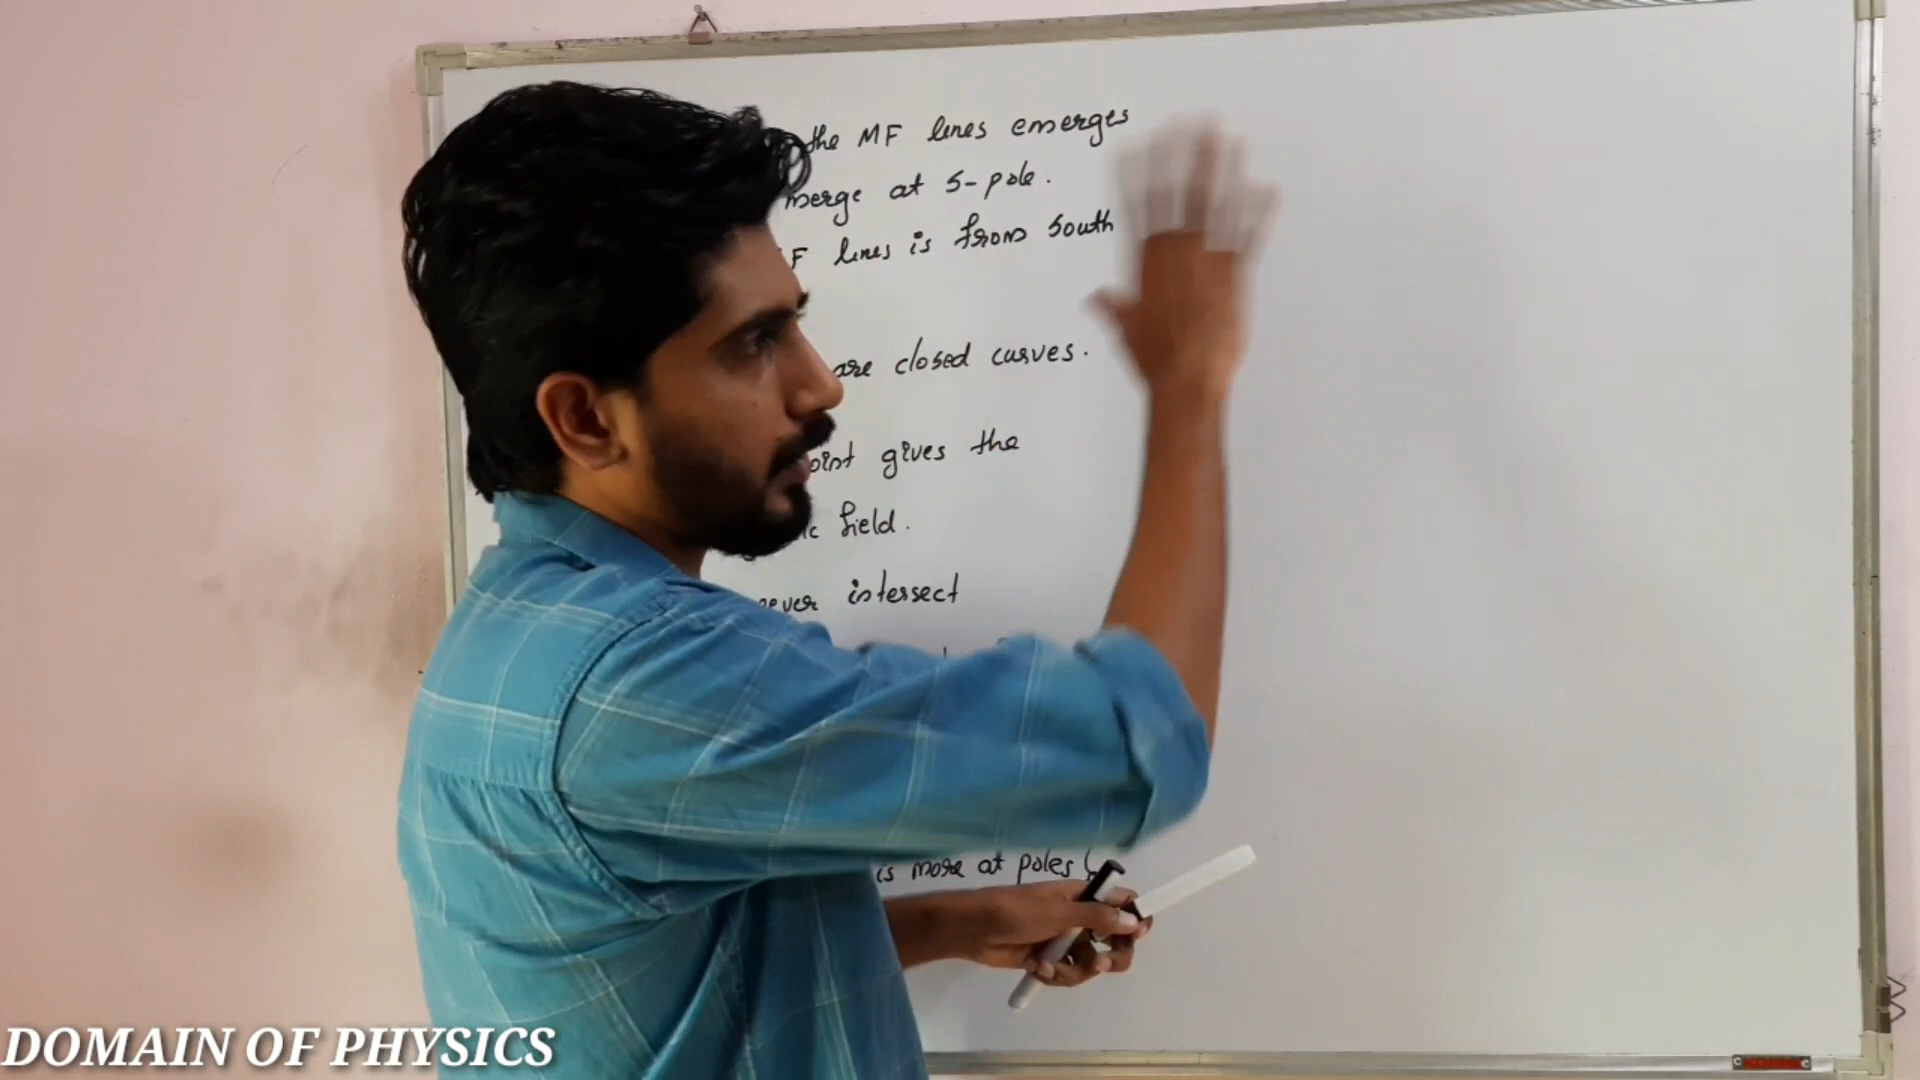 the MF lines emerges
merge at S-pole.
F lines is from south
are closed curves.
oint gives the
ic field.
never intersect
is more at poles (
DOMAIN OF PHYSICS